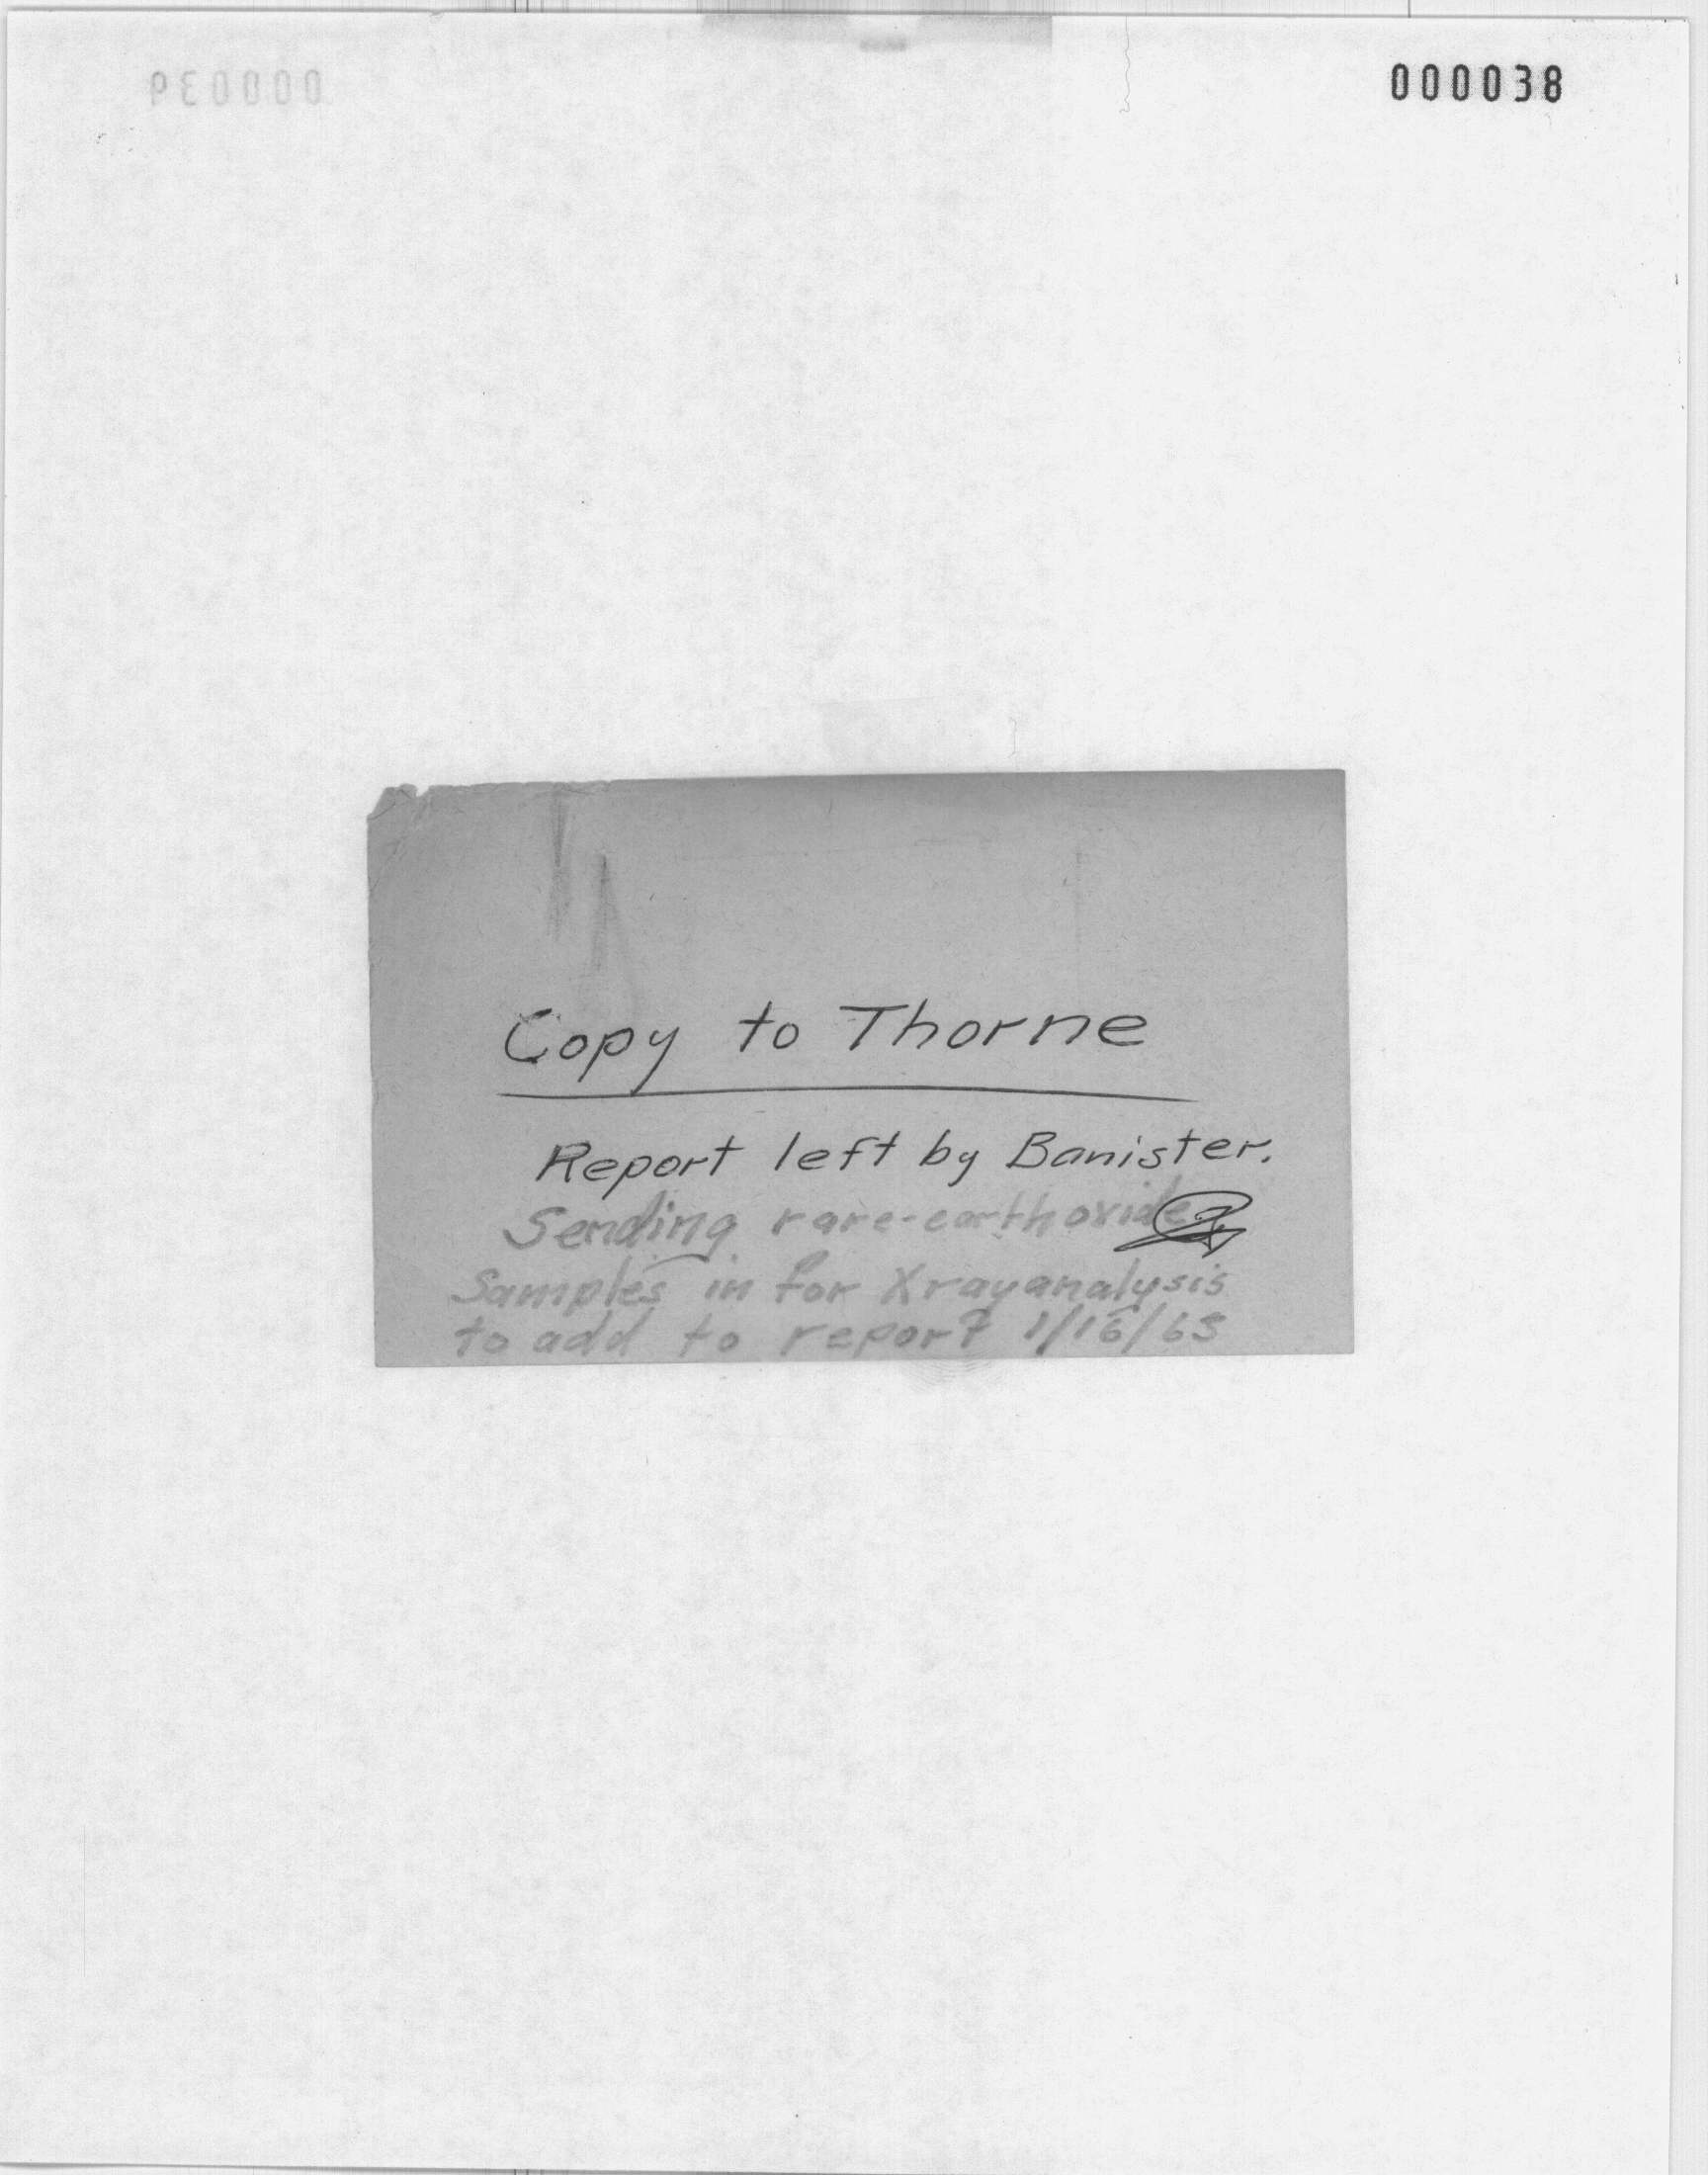 000038
Copy to Thorne
Report left by Banister.
Sending rare-earth oxide
Samples in for Xray analysis
to add to report 1/16/63